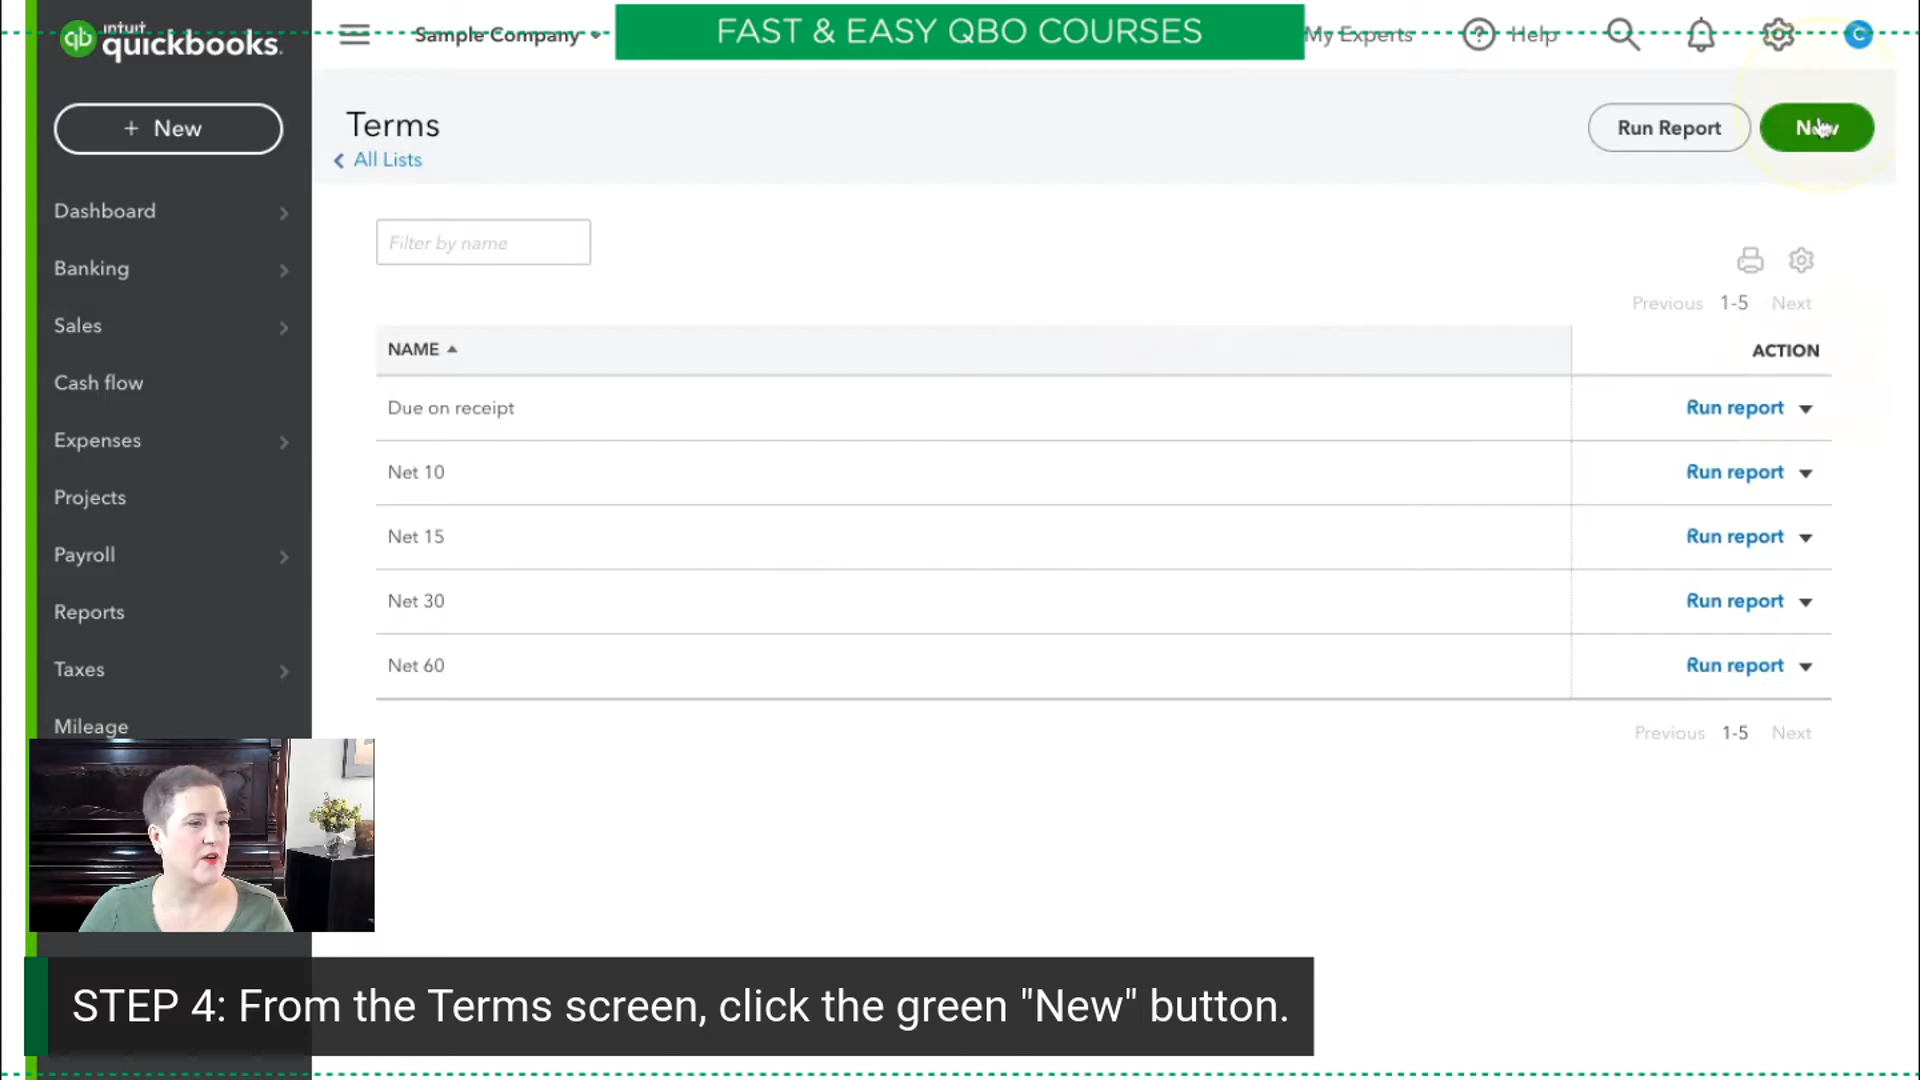 intuit
quickbooks.
Sample Company
FAST & EASY QBO COURSES
My Experts
Help
C
+ New
Terms
All Lists
Run Report
New
Dashboard
Banking
Sales
Cash flow
Expenses
Projects
Payroll
Reports
Taxes
Mileage
Filter by name
Previous 1-5 Next
NAME ACTION
Due on receipt Run report
Net 10 Run report
Net 15 Run report
Net 30 Run report
Net 60 Run report
Previous 1-5 Next
STEP 4: From the Terms screen, click the green "New" button.